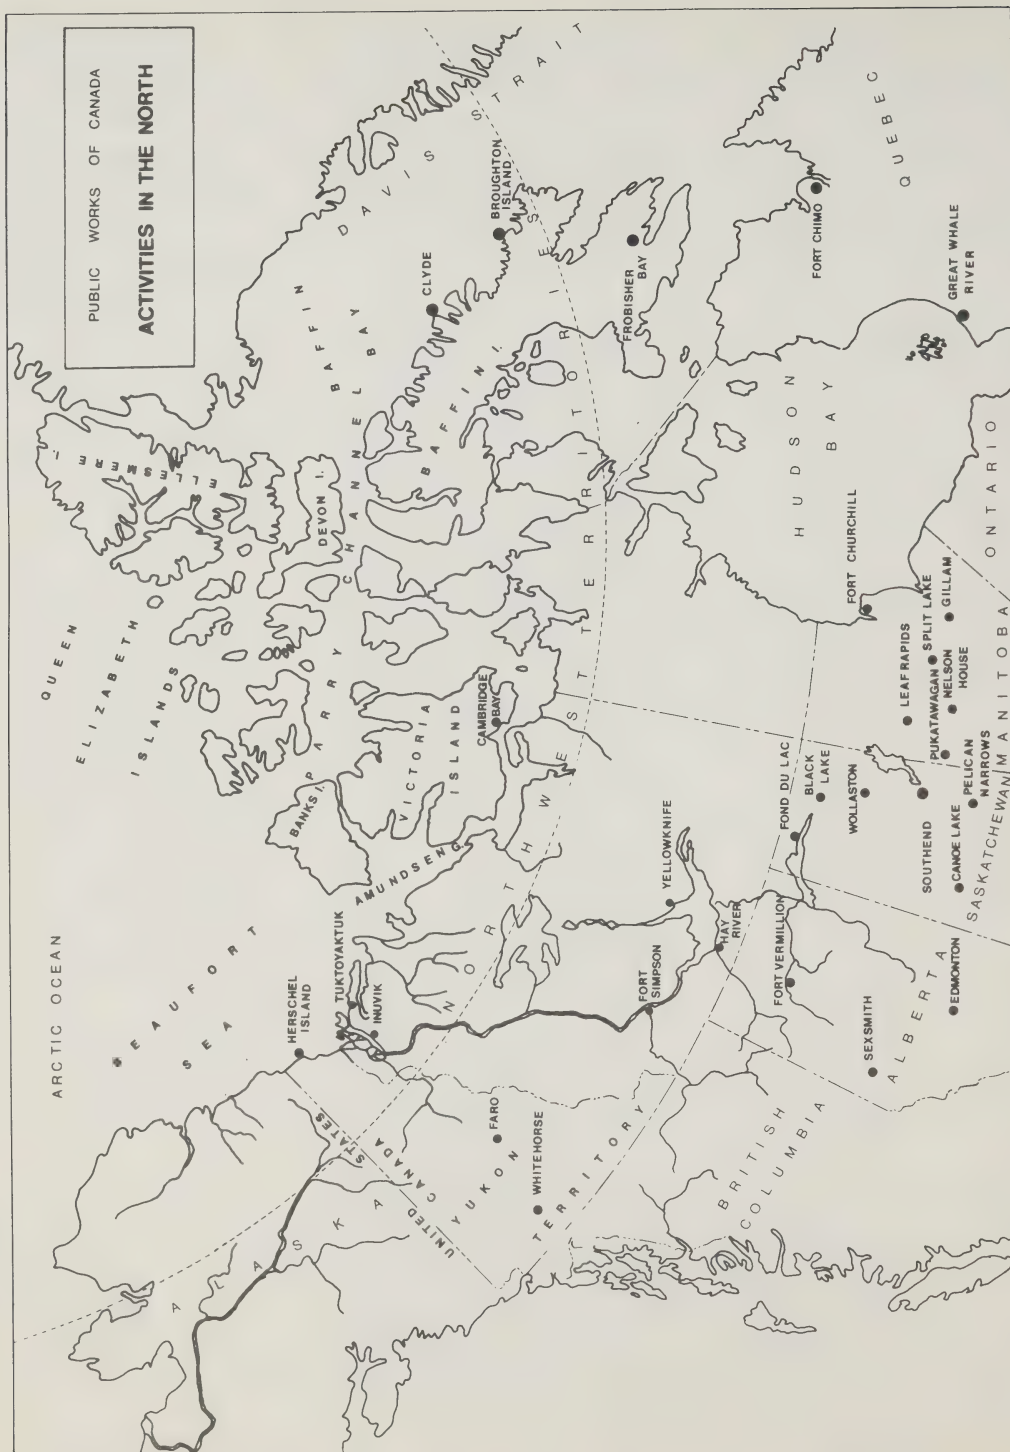 PUBLIC WORKS OF CANADA
ACTIVITIES IN THE NORTH
ARCTIC OCEAN
BEAUFORT
SEA
QUEEN
ELIZABETH
ISLANDS
ELLESMERE I.
DEVON I.
BAFFIN
BAY
DAVIS STRAIT
PARRY CHANNEL
BANKS I.
VICTORIA
ISLAND
AMUNDSEN G.
BAFFIN I.
CLYDE
BROUGHTON
ISLAND
CAMBRIDGE
BAY
FROBISHER
BAY
HERSCHEL
ISLAND
TUKTOYAKTUK
INUVIK
ALASKA
UNITED STATES
CANADA
YUKON
TERRITORY
FARO
WHITEHORSE
NORTHWEST TERRITORIES
FORT
SIMPSON
YELLOWKNIFE
HAY
RIVER
FORT VERMILLION
FOND DU LAC
BLACK
LAKE
WOLLASTON
SOUTHEND
CANOE LAKE
PELICAN
NARROWS
PUKATAWAGAN
NELSON
HOUSE
LEAF RAPIDS
SPLIT LAKE
GILLAM
FORT CHURCHILL
HUDSON
BAY
FORT CHIMO
GREAT WHALE
RIVER
QUEBEC
ONTARIO
MANITOBA
SASKATCHEWAN
ALBERTA
EDMONTON
SEXSMITH
BRITISH
COLUMBIA